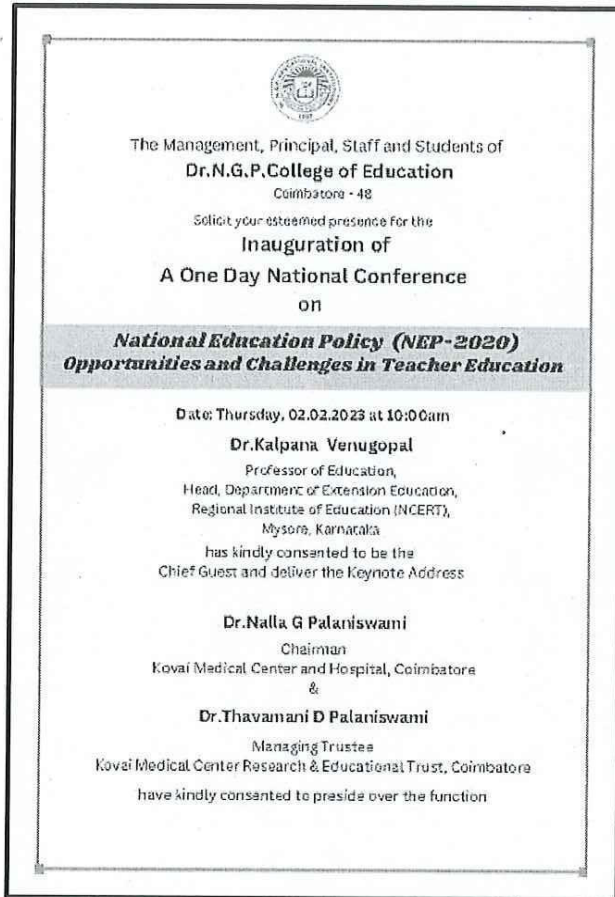 The Management, Principal, Staff and Students of
Dr.N.G.P.College of Education
Coimbatore - 48
Solicit your esteemed presence for the
Inauguration of
A One Day National Conference
on
National Education Policy (NEP-2020)
Opportunities and Challenges in Teacher Education
Date: Thursday, 02.02.2023 at 10:00am
Dr.Kalpana Venugopal
Professor of Education,
Head, Department of Extension Education,
Regional Institute of Education (NCERT),
Mysore, Karnataka
has kindly consented to be the
Chief Guest and deliver the Keynote Address
Dr.Nalla G Palaniswami
Chairman
Kovai Medical Center and Hospital, Coimbatore
&
Dr.Thavamani D Palaniswami
Managing Trustee
Kovai Medical Center Research & Educational Trust, Coimbatore
have kindly consented to preside over the function